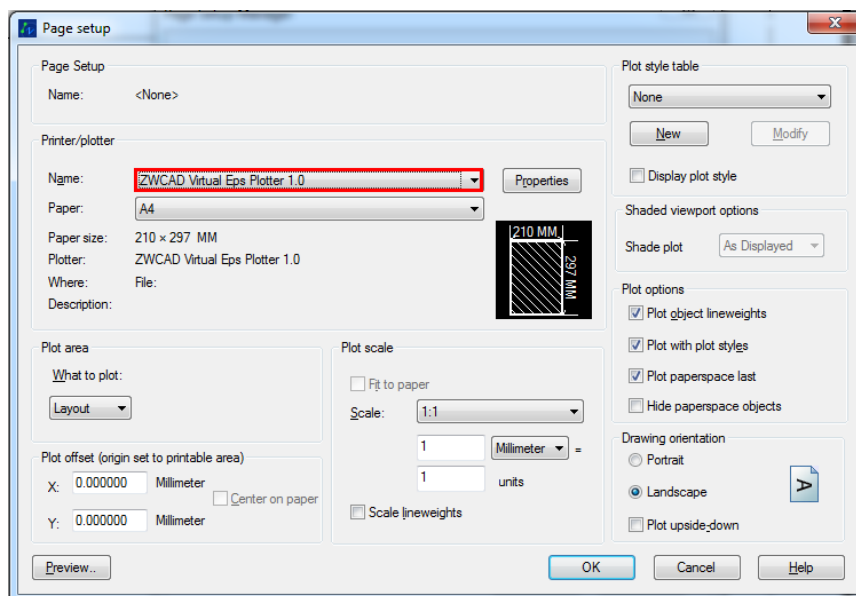 Page setup
Page Setup
Name: <None>
Printer/plotter
Name: ZWCAD Virtual Eps Plotter 1.0 Properties
Paper: A4
Paper size: 210 × 297 MM
Plotter: ZWCAD Virtual Eps Plotter 1.0
Where: File:
Description:
210 MM
297 MM
Plot area
What to plot:
Layout
Plot offset (origin set to printable area)
X: 0.000000 Millimeter
Center on paper
Y: 0.000000 Millimeter
Plot scale
Fit to paper
Scale: 1:1
1 Millimeter =
1 units
Scale lineweights
Plot style table
None
New Modify
Display plot style
Shaded viewport options
Shade plot As Displayed
Plot options
Plot object lineweights
Plot with plot styles
Plot paperspace last
Hide paperspace objects
Drawing orientation
Portrait
Landscape
A
Plot upside-down
Preview..
OK Cancel Help